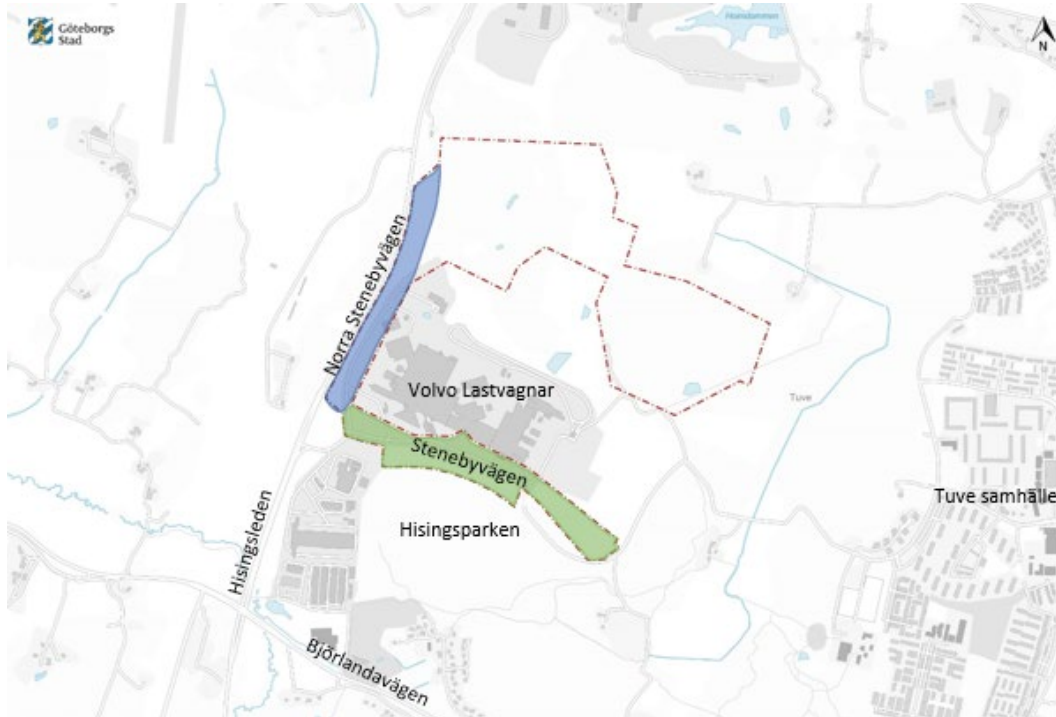 Göteborgs
Stad
N
Norra Stenebyvägen
Volvo Lastvagnar
Tuve
Stenebyvägen
Tuve samhälle
Hisingsparken
Hisingsleden
Björlandavägen